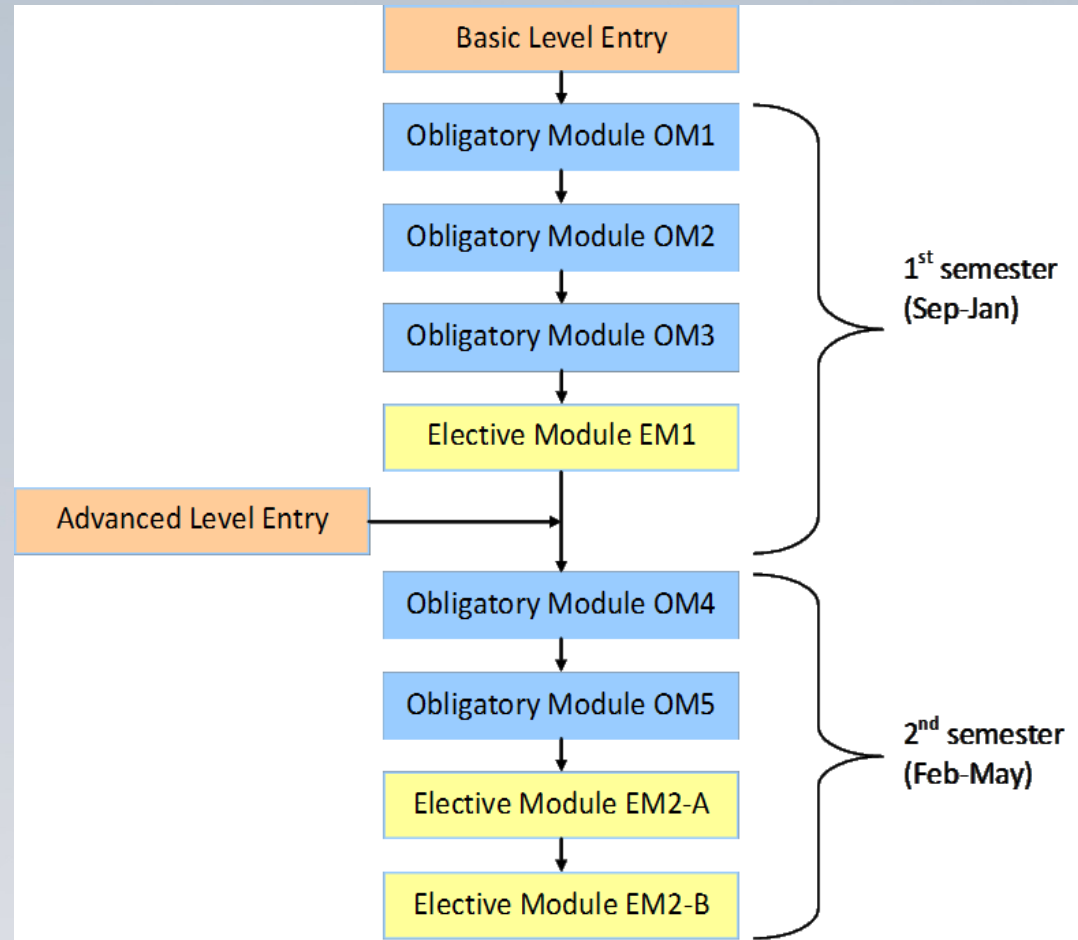 Basic Level Entry
Obligatory Module OM1
Obligatory Module OM2
Obligatory Module OM3
Elective Module EM1
1st semester
(Sep-Jan)
Advanced Level Entry
Obligatory Module OM4
Obligatory Module OM5
Elective Module EM2-A
Elective Module EM2-B
2nd semester
(Feb-May)